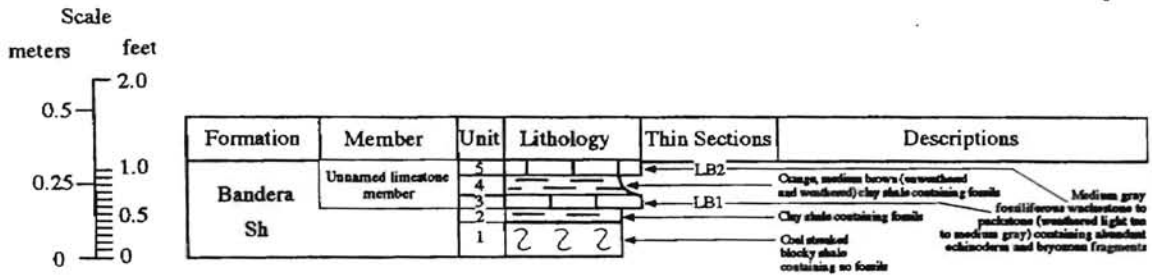 Scale
meters feet
2.0
0.5
1.0
0.25
0.5
0 0
Formation Member Unit Lithology Thin Sections Descriptions
Bandera
Sh
Unnamed limestone
member
5
4
3
2
1
LB2
LB1
Orange, medium brown (unweathered
and weathered) clay shale containing fossils
Clay shale containing fossils
Coal streaked
blocky shale
containing no fossils
Medium gray
fossiliferous wackestone to
packstone (weathered light tan
to medium gray) containing abundant
echinoderm and bryozoan fragments